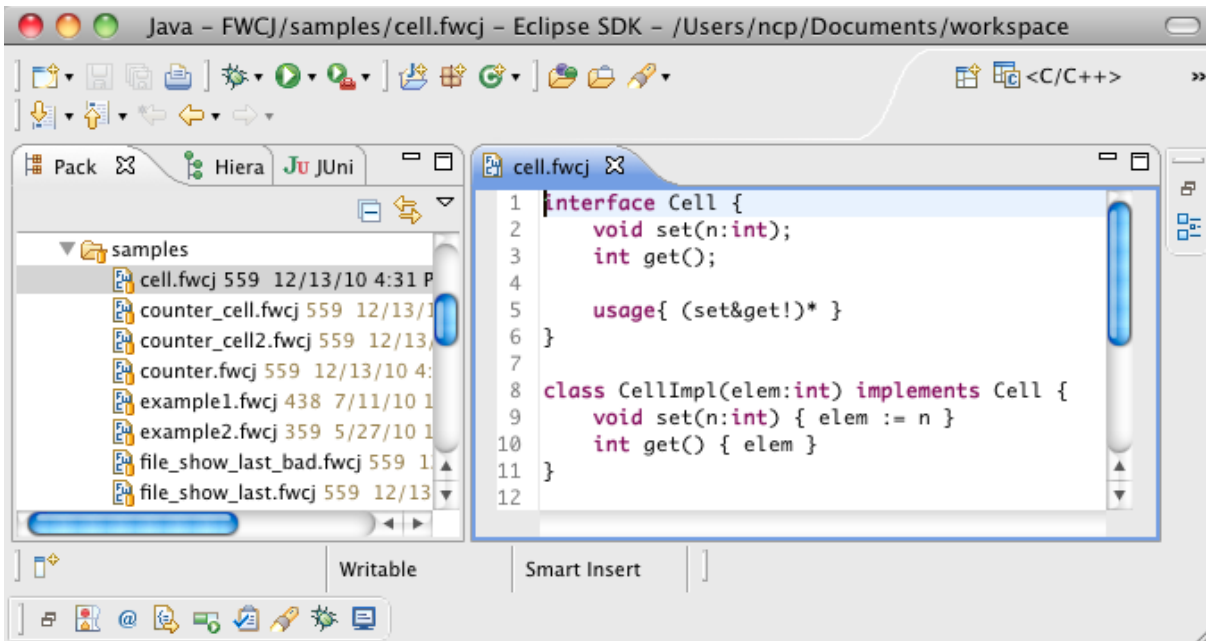 Java – FWCJ/samples/cell.fwcj – Eclipse SDK – /Users/ncp/Documents/workspace
<C/C++>
»
Pack
Hiera
JU JUni
samples
cell.fwcj 559 12/13/10 4:31 P
counter_cell.fwcj 559 12/13/1
counter_cell2.fwcj 559 12/13/
counter.fwcj 559 12/13/10 4:
example1.fwcj 438 7/11/10 1
example2.fwcj 359 5/27/10 1
file_show_last_bad.fwcj 559 1
file_show_last.fwcj 559 12/13
cell.fwcj
1 interface Cell {
2 void set(n:int);
3 int get();
4
5 usage{ (set&get!)* }
6 }
7
8 class CellImpl(elem:int) implements Cell {
9 void set(n:int) { elem := n }
10 int get() { elem }
11 }
12
Writable
Smart Insert
@